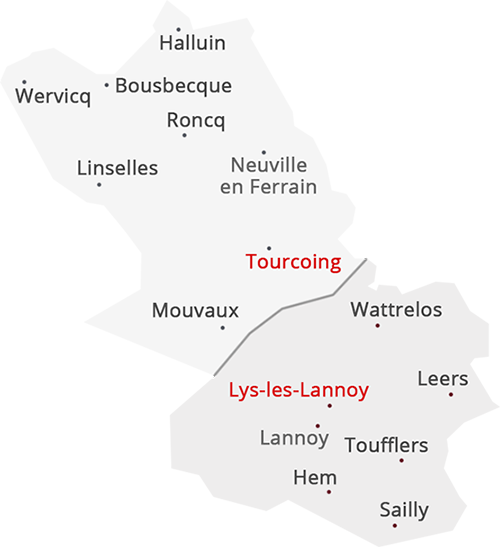 Halluin
Wervicq
Bousbecque
Roncq
Linselles
Neuville
en Ferrain
Tourcoing
Mouvaux
Wattrelos
Leers
Lys-les-Lannoy
Lannoy
Toufflers
Hem
Sailly